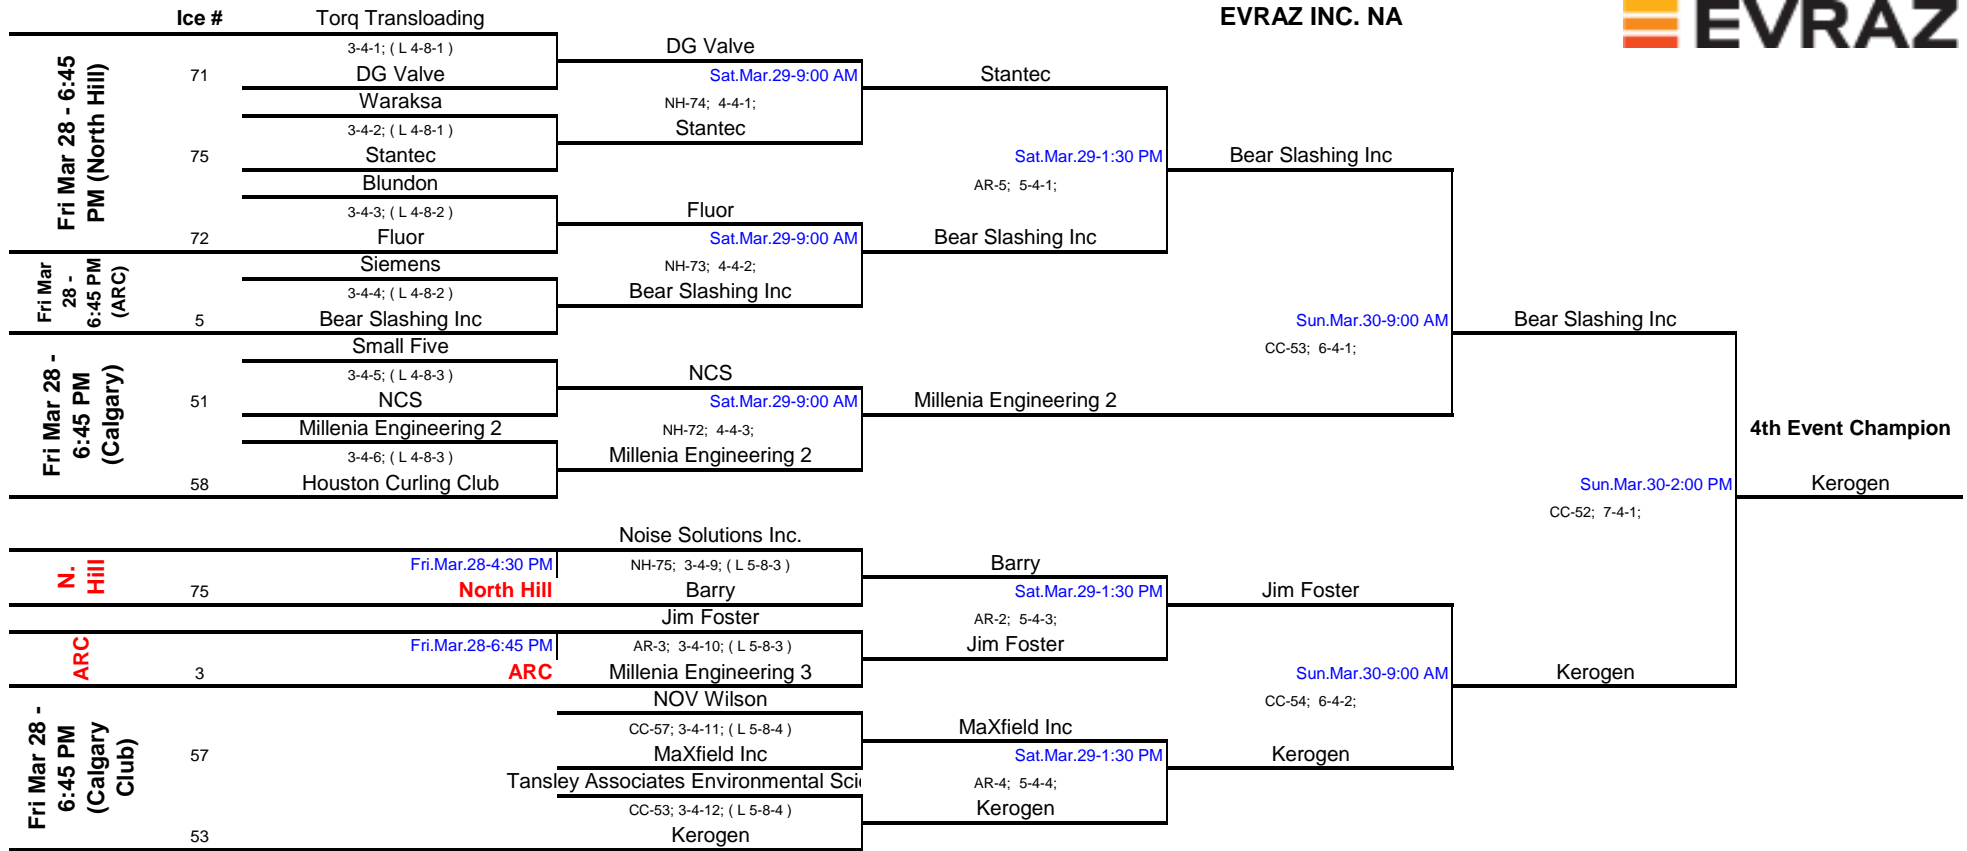 Ice #
Torq Transloading
EVRAZ INC. NA
EVRAZ
Fri Mar 28 - 6:45
PM (North Hill)
3-4-1; ( L 4-8-1 )
DG Valve
71
DG Valve
Sat.Mar.29-9:00 AM
Stantec
Waraksa
NH-74; 4-4-1;
3-4-2; ( L 4-8-1 )
Stantec
75
Stantec
Sat.Mar.29-1:30 PM
Bear Slashing Inc
Blundon
AR-5; 5-4-1;
3-4-3; ( L 4-8-2 )
Fluor
72
Fluor
Sat.Mar.29-9:00 AM
Bear Slashing Inc
Fri Mar
28 -
6:45 PM
(ARC)
Siemens
NH-73; 4-4-2;
3-4-4; ( L 4-8-2 )
Bear Slashing Inc
5
Bear Slashing Inc
Sun.Mar.30-9:00 AM
Bear Slashing Inc
Fri Mar 28 -
6:45 PM
(Calgary)
Small Five
CC-53; 6-4-1;
3-4-5; ( L 4-8-3 )
NCS
51
NCS
Sat.Mar.29-9:00 AM
Millenia Engineering 2
Millenia Engineering 2
NH-72; 4-4-3;
4th Event Champion
3-4-6; ( L 4-8-3 )
Millenia Engineering 2
58
Houston Curling Club
Sun.Mar.30-2:00 PM
Kerogen
CC-52; 7-4-1;
Noise Solutions Inc.
N.
Hill
Fri.Mar.28-4:30 PM
NH-75; 3-4-9; ( L 5-8-3 )
Barry
75
North Hill
Barry
Sat.Mar.29-1:30 PM
Jim Foster
Jim Foster
AR-2; 5-4-3;
ARC
Fri.Mar.28-6:45 PM
AR-3; 3-4-10; ( L 5-8-3 )
Jim Foster
3
ARC
Millenia Engineering 3
Sun.Mar.30-9:00 AM
Kerogen
Fri Mar 28 -
6:45 PM
(Calgary
Club)
NOV Wilson
CC-54; 6-4-2;
CC-57; 3-4-11; ( L 5-8-4 )
MaXfield Inc
57
MaXfield Inc
Sat.Mar.29-1:30 PM
Kerogen
Tansley Associates Environmental Scie
AR-4; 5-4-4;
CC-53; 3-4-12; ( L 5-8-4 )
Kerogen
53
Kerogen